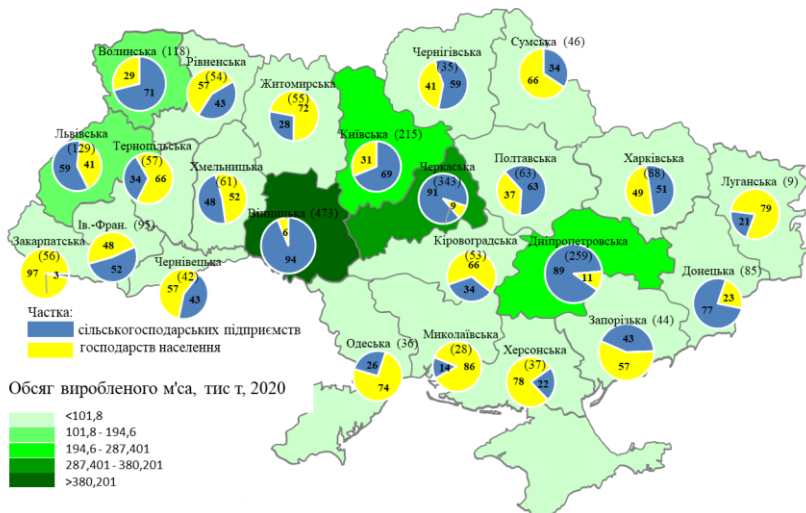 Волинська (118)
29
71
Рівненська
(54)
57
43
Житомирська
(55)
72
28
Чернігівська
(35)
41
59
Сумська (46)
34
66
Львівська
(129)
59
41
Тернопільська
(57)
34
66
Хмельницька
(61)
48
52
Київська (215)
31
69
Черкаська
(343)
91
9
Полтавська
(63)
37
63
Харківська
(88)
49
51
Луганська (9)
79
21
Закарпатська
(56)
97
3
Ів.-Фран. (95)
48
52
Чернівецька
(42)
57
43
Вінницька (473)
6
94
Кіровоградська
(53)
66
34
Дніпропетровська
(259)
89
11
Донецька (85)
23
77
Запорізька (44)
43
57
Одеська (36)
26
74
Миколаївська
(28)
14
86
Херсонська
(37)
78
22
Частка:
сільськогосподарських підприємств
господарств населення
Обсяг виробленого м'са, тис т, 2020
<101,8
101,8 - 194,6
194,6 - 287,401
287,401 - 380,201
>380,201